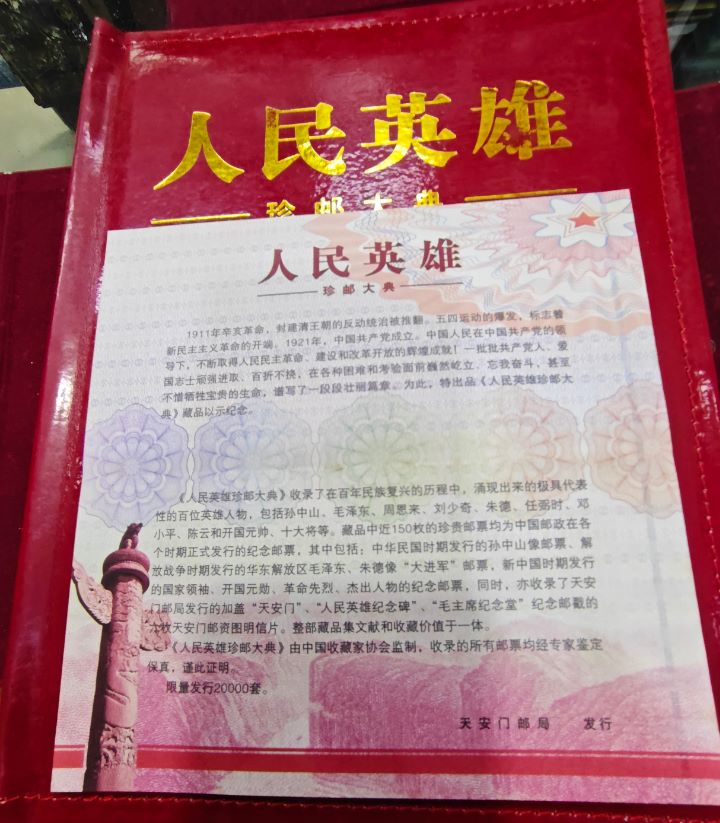 人民英雄
珍邮大典
人民英雄
珍邮大典
1911年辛亥革命，封建清王朝的反动统治被推翻。五四运动的爆发，标志着
新民主主义革命的开端。1921年，中国共产党成立。中国人民在中国共产党的领
导下，不断取得人民民主革命、建设和改革开放的辉煌成就！一批批共产党人、爱
国志士顽强进取、百折不挠，在各种困难和考验面前巍然屹立，忘我奋斗，甚至
不惜牺牲宝贵的生命，谱写了一段段壮丽篇章。为此，特出品《人民英雄珍邮大
典》藏品以示纪念。
《人民英雄珍邮大典》收录了在百年民族复兴的历程中，涌现出来的极具代表
性的百位英雄人物，包括孙中山、毛泽东、周恩来、刘少奇、朱德、任弼时、邓
小平、陈云和开国元帅、十大将等。藏品中近150枚的珍贵邮票均为中国邮政在各
个时期正式发行的纪念邮票，其中包括：中华民国时期发行的孙中山像邮票、解
放战争时期发行的华东解放区毛泽东、朱德像“大进军”邮票，新中国时期发行
的国家领袖、开国元勋、革命先烈、杰出人物的纪念邮票，同时，亦收录了天安
门邮局发行的加盖“天安门”、“人民英雄纪念碑”、“毛主席纪念堂”纪念邮戳的
枚天安门邮资图明信片。整部藏品集文献和收藏价值于一体。
《人民英雄珍邮大典》由中国收藏家协会监制，收录的所有邮票均经专家鉴定
保真，谨此证明。
限量发行20000套。
天安门邮局 发行